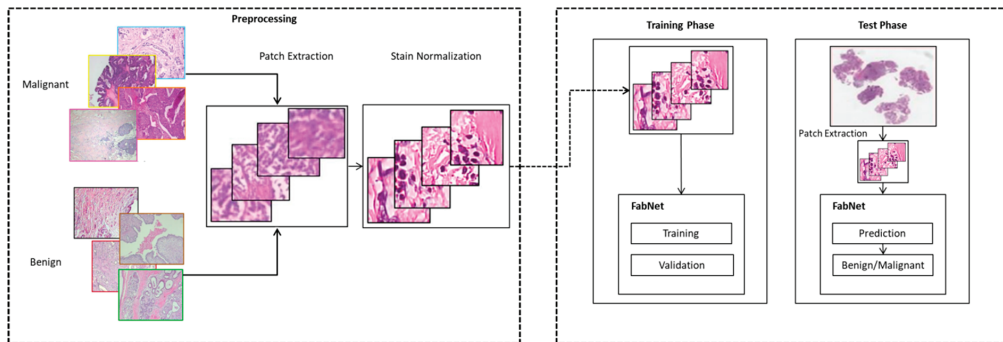 Preprocessing
Malignant
Patch Extraction
Stain Normalization
Benign
Training Phase
FabNet
Training
Validation
Test Phase
Patch Extraction
FabNet
Prediction
Benign/Malignant